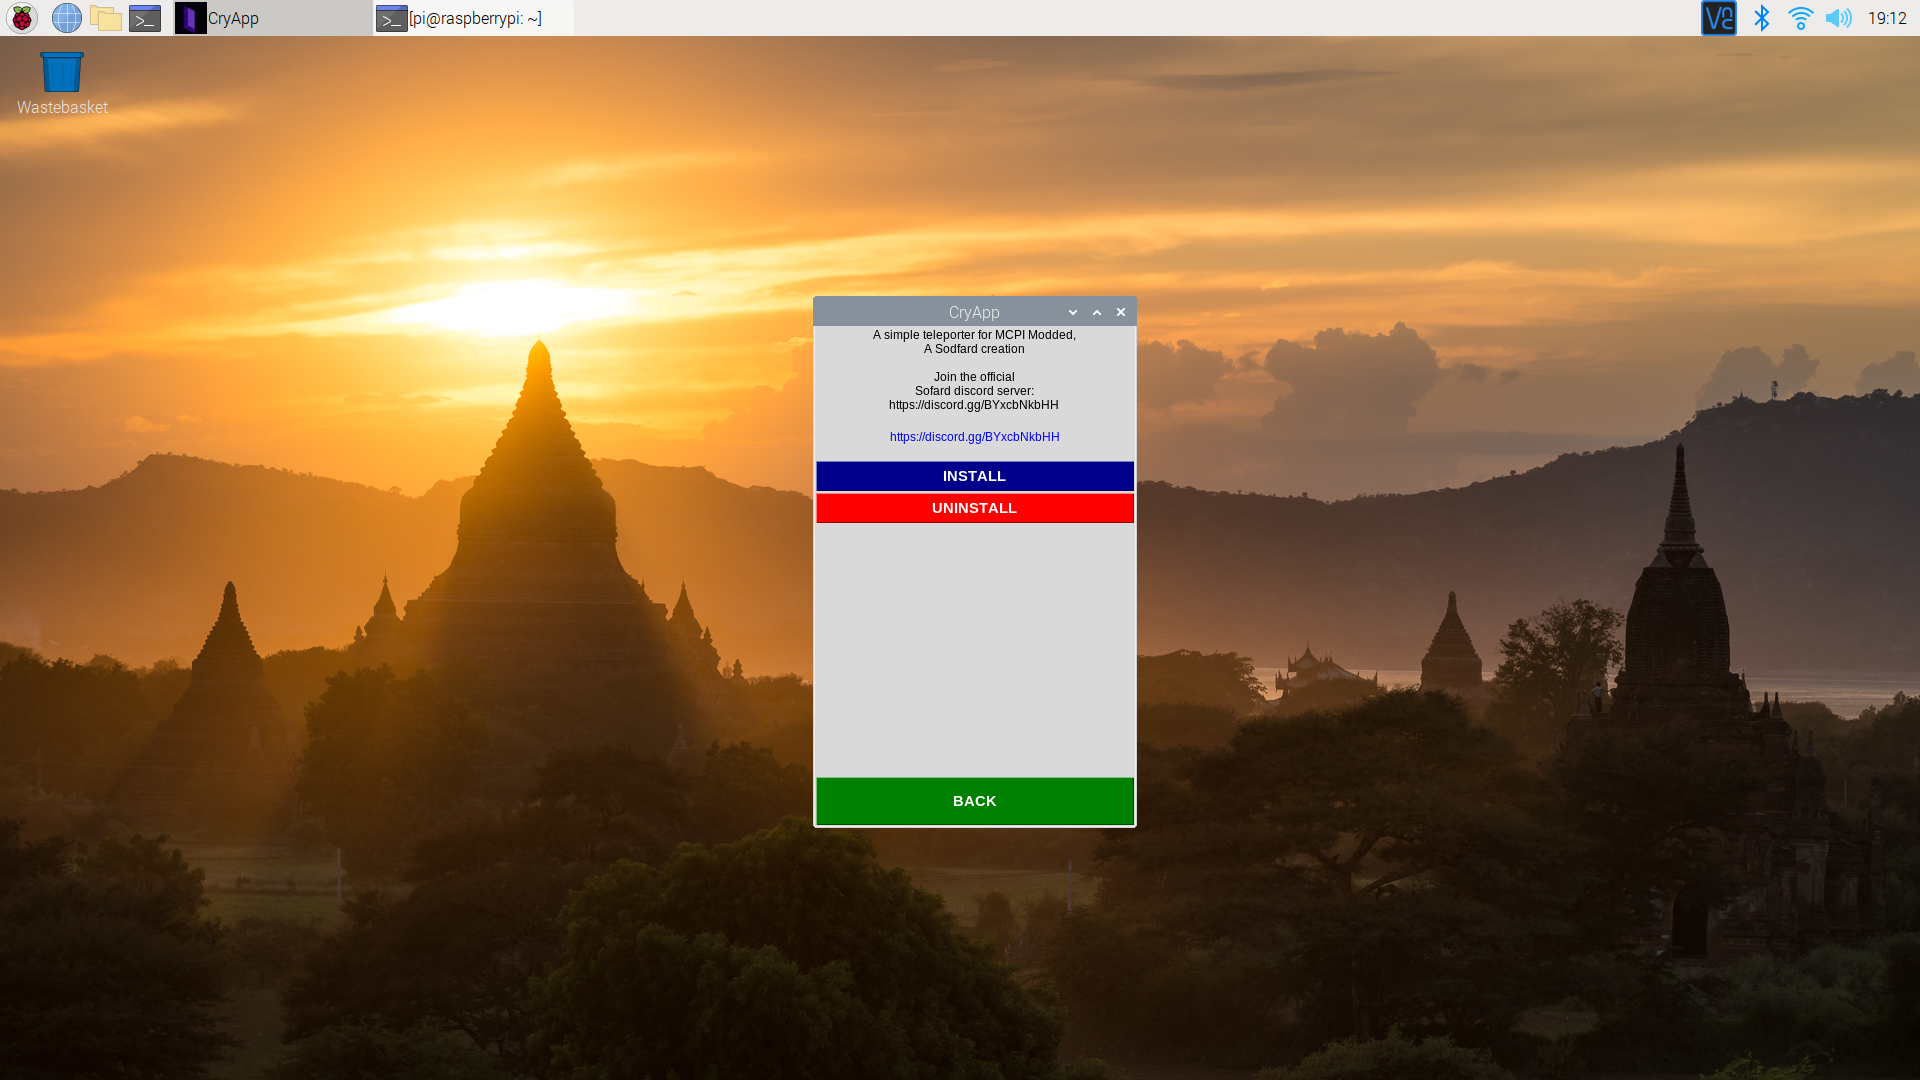 CryApp
[pi@raspberrypi: ~]
19:12
Wastebasket
CryApp
A simple teleporter for MCPI Modded,
A Sodfard creation
Join the official
Sofard discord server:
https://discord.gg/BYxcbNkbHH
https://discord.gg/BYxcbNkbHH
INSTALL
UNINSTALL
BACK